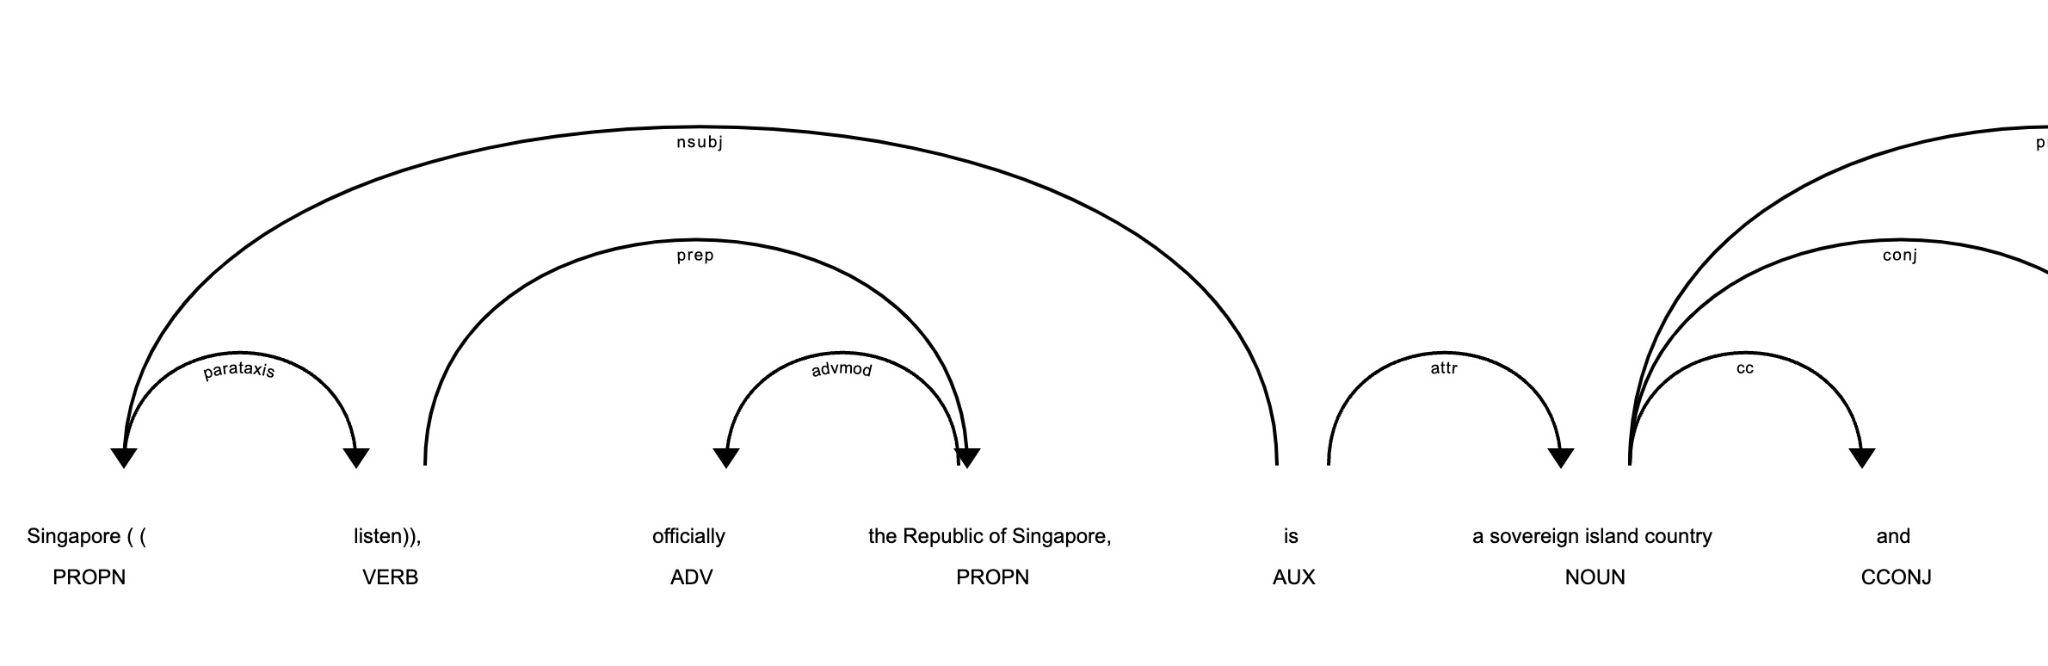 nsubj
prep
conj
parataxis
advmod
attr
cc
Singapore ( ( listen)), officially the Republic of Singapore, is a sovereign island country and
PROPN VERB ADV PROPN AUX NOUN CCONJ